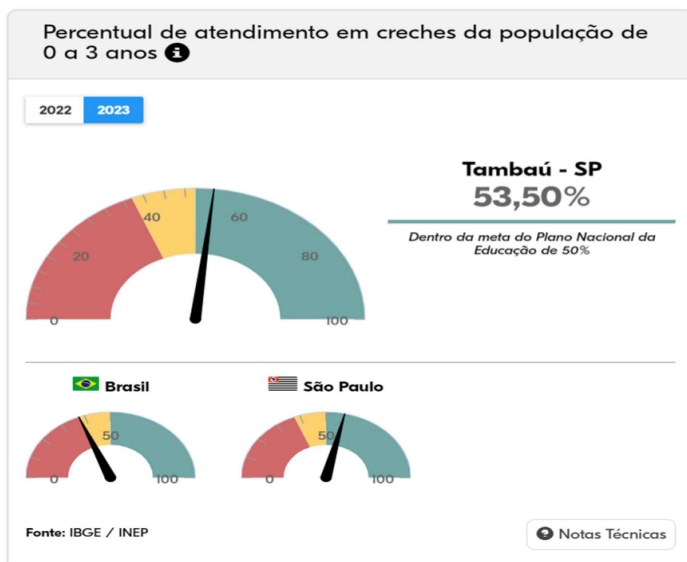 Percentual de atendimento em creches da população de
0 a 3 anos
2022 2023
Tambaú - SP
53,50%
Dentro da meta do Plano Nacional da
Educação de 50%
0 20 40 60 80 100
Brasil
0 50 100
São Paulo
0 50 100
Fonte: IBGE / INEP
Notas Técnicas